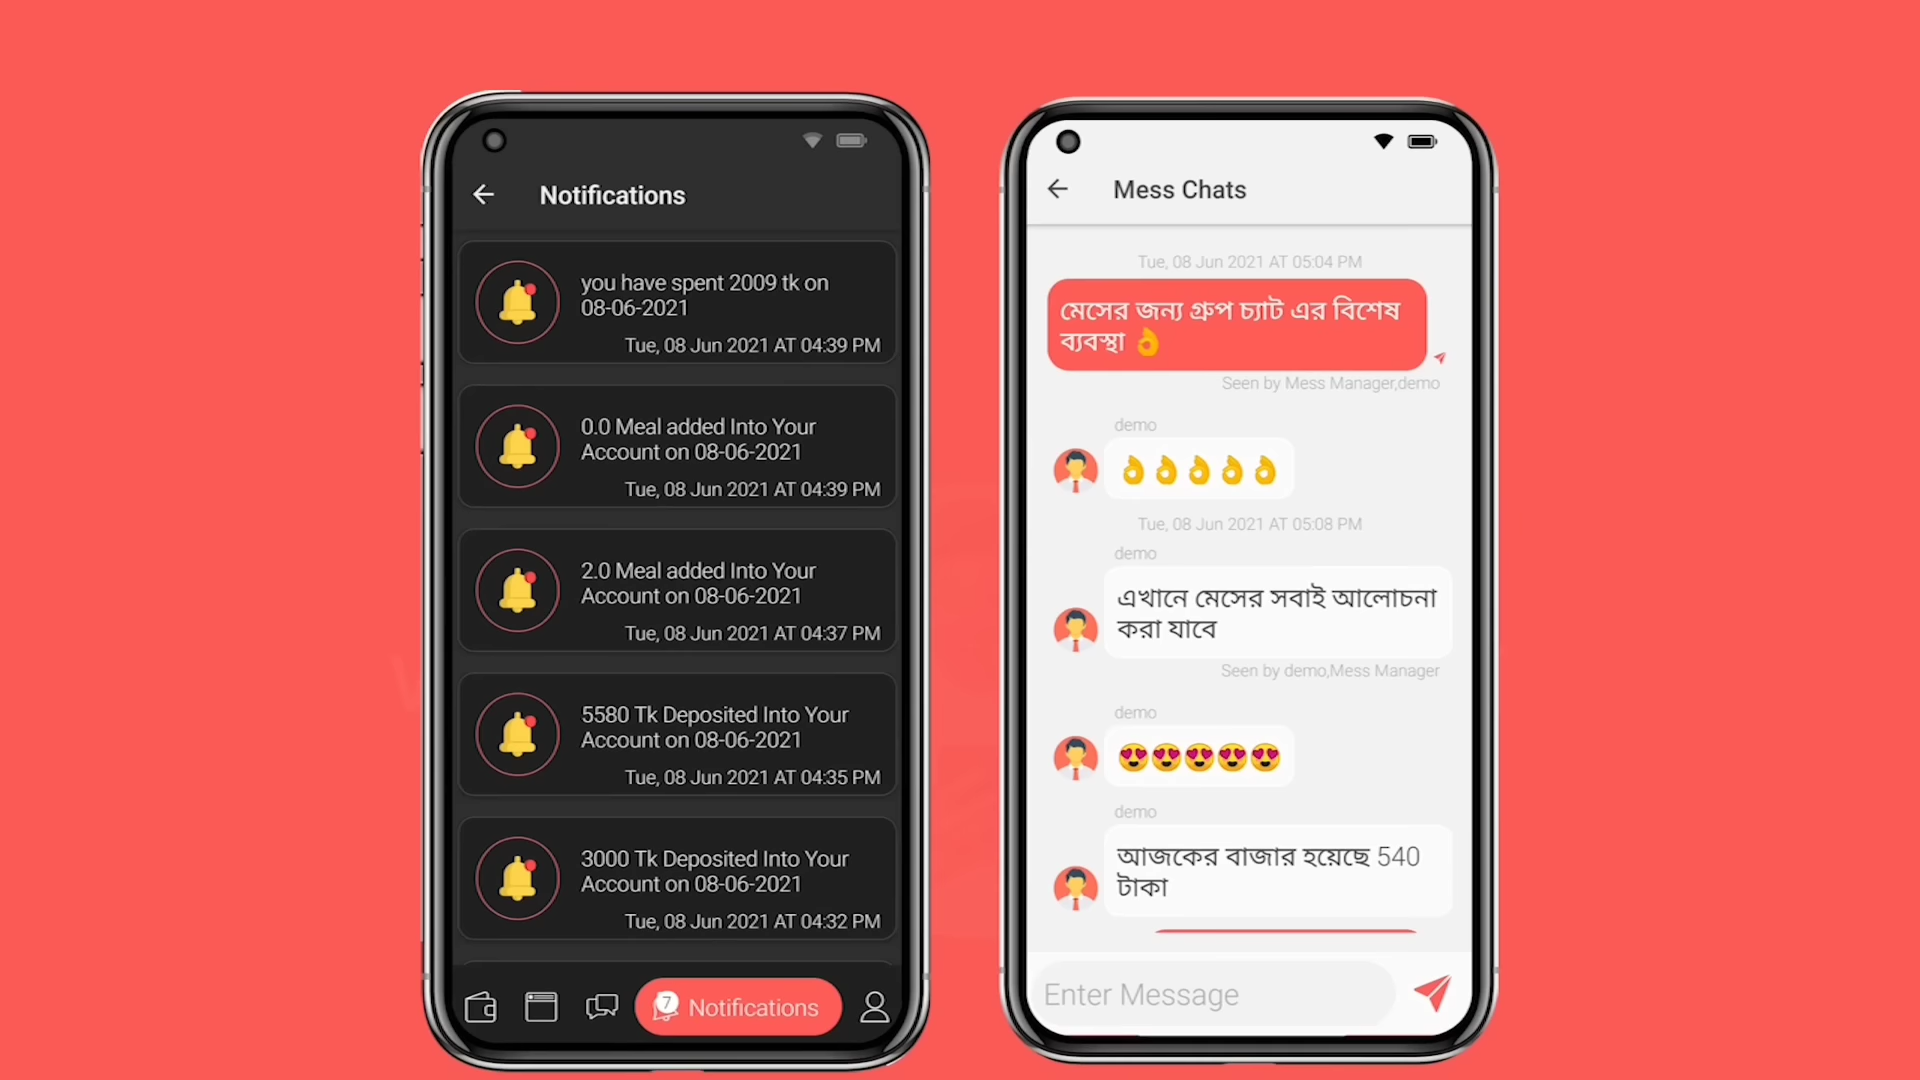 Notifications
you have spent 2009 tk on
08-06-2021
Tue, 08 Jun 2021 AT 04:39 PM
0.0 Meal added Into Your
Account on 08-06-2021
Tue, 08 Jun 2021 AT 04:39 PM
2.0 Meal added Into Your
Account on 08-06-2021
Tue, 08 Jun 2021 AT 04:37 PM
5580 Tk Deposited Into Your
Account on 08-06-2021
Tue, 08 Jun 2021 AT 04:35 PM
3000 Tk Deposited Into Your
Account on 08-06-2021
Tue, 08 Jun 2021 AT 04:32 PM
7 Notifications
Mess Chats
Tue, 08 Jun 2021 AT 05:04 PM
মেসের জন্য গ্রুপ চ্যাট এর বিশেষ
ব্যবস্থা 👌
Seen by Mess Manager,demo
demo
👌👌👌👌👌
Tue, 08 Jun 2021 AT 05:08 PM
demo
এখানে মেসের সবাই আলোচনা
করা যাবে
Seen by demo,Mess Manager
demo
😍😍😍😍😍
demo
আজকের বাজার হয়েছে 540
টাকা
Enter Message